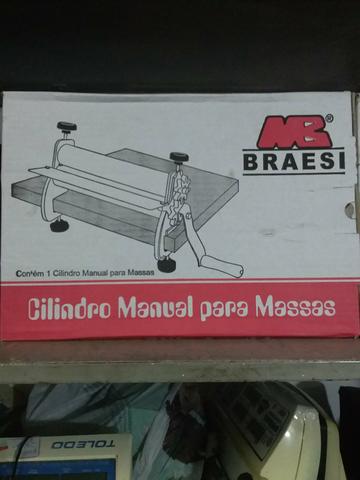 MB®
BRAESI
Contém 1 Cilindro Manual para Massas
Cilindro Manual para Massas
TOLEDO